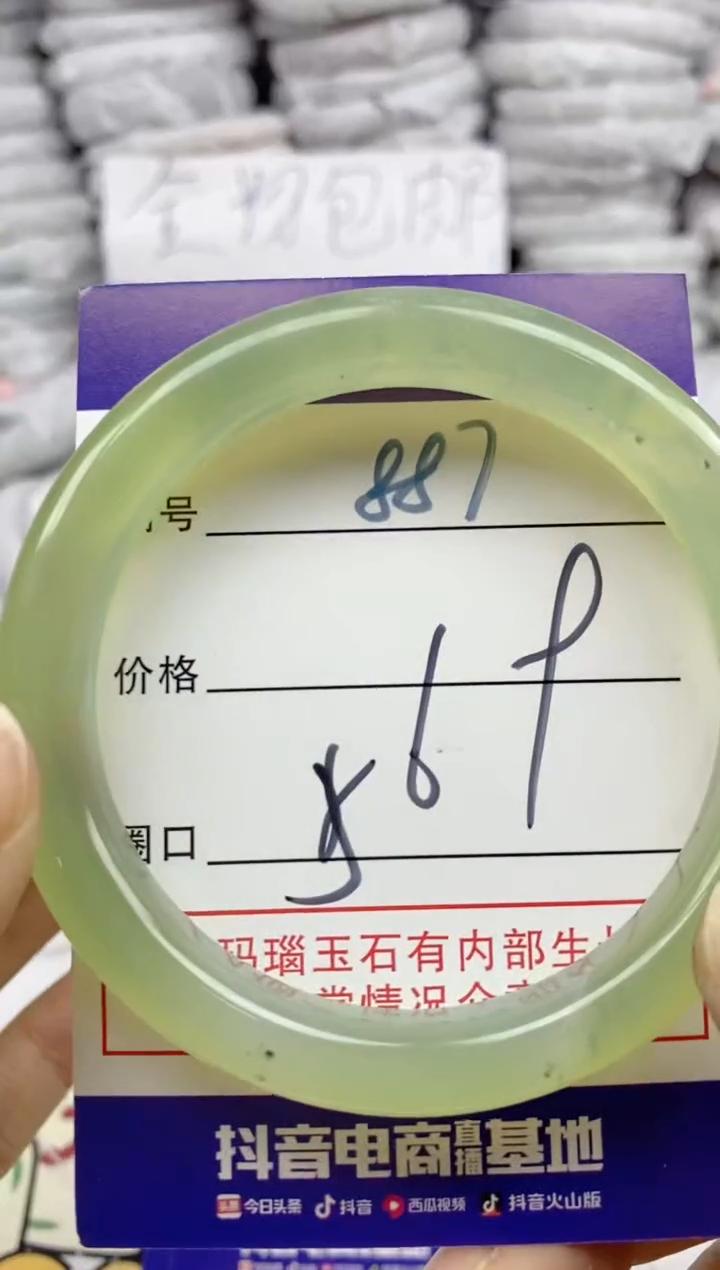 全场包邮
号 887
价格
圈口
玛瑙玉石有内部生
抖音电商直播基地
今日头条 抖音 西瓜视频 抖音火山版